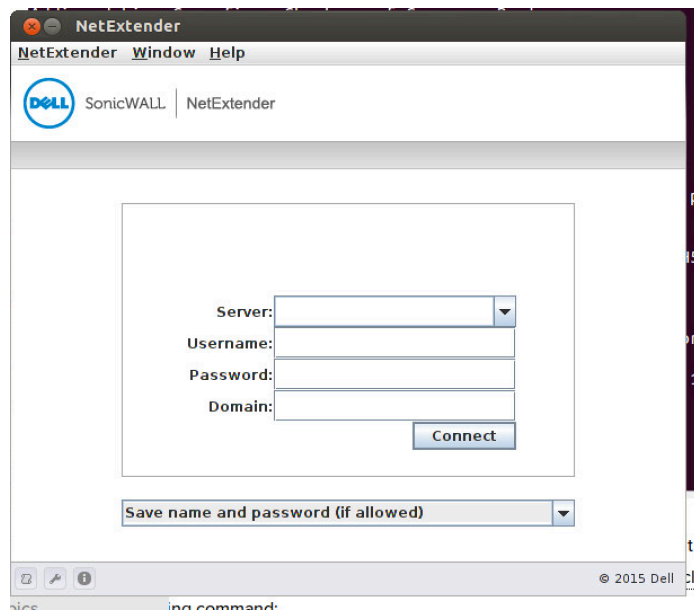 NetExtender
NetExtender Window Help
DELL SonicWALL NetExtender
Server:
Username:
Password:
Domain:
Connect
Save name and password (if allowed)
© 2015 Dell
ing command: